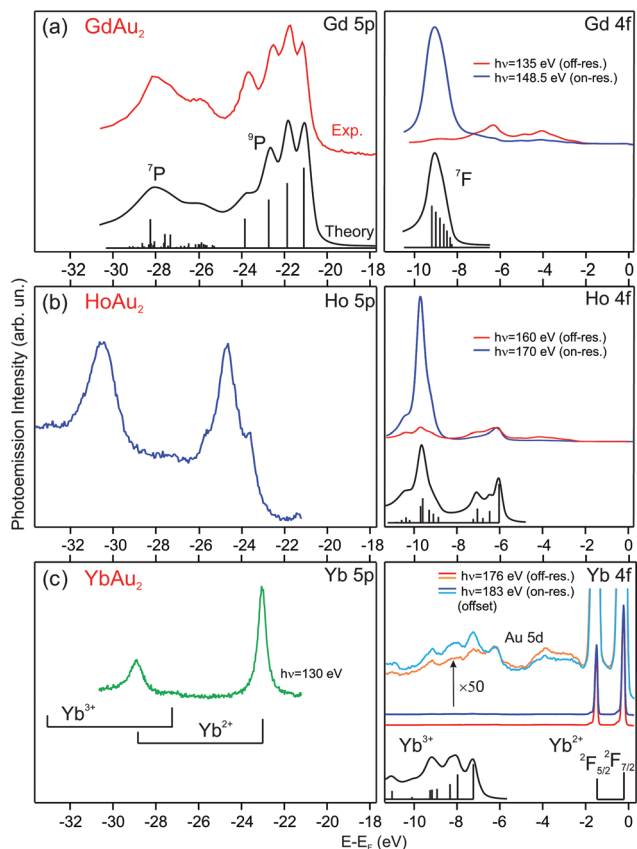 Photoemission Intensity (arb. un.)
(a) GdAu2 Gd 5p
Exp.
9P
7P
Theory
-32 -30 -28 -26 -24 -22 -20 -18
Gd 4f
hν=135 eV (off-res.)
hν=148.5 eV (on-res.)
7F
-10 -8 -6 -4 -2 0
(b) HoAu2 Ho 5p
-32 -30 -28 -26 -24 -22 -20 -18
Ho 4f
hν=160 eV (off-res.)
hν=170 eV (on-res.)
-10 -8 -6 -4 -2 0
(c) YbAu2 Yb 5p
hν=130 eV
Yb3+
Yb2+
-32 -30 -28 -26 -24 -22 -20 -18
Yb 4f
hν=176 eV (off-res.)
hν=183 eV (on-res.)
(offset)
Au 5d
×50
Yb3+ Yb2+
2F5/2 2F7/2
-10 -8 -6 -4 -2 0
E-EF (eV)